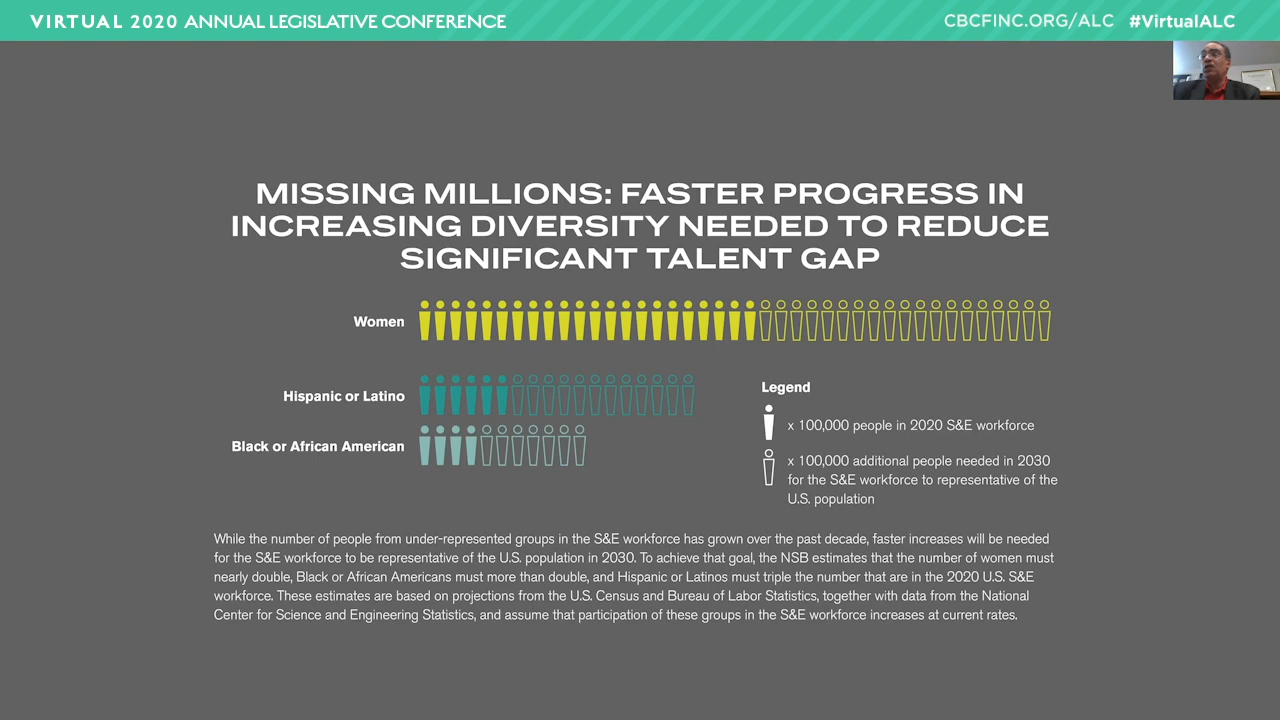 VIRTUAL 2020 ANNUAL LEGISLATIVE CONFERENCE
CBCFINC.ORG/ALC #VirtualALC
MISSING MILLIONS: FASTER PROGRESS IN
INCREASING DIVERSITY NEEDED TO REDUCE
SIGNIFICANT TALENT GAP
Women
Hispanic or Latino
Black or African American
Legend
x 100,000 people in 2020 S&E workforce
x 100,000 additional people needed in 2030
for the S&E workforce to representative of the
U.S. population
While the number of people from under-represented groups in the S&E workforce has grown over the past decade, faster increases will be needed
for the S&E workforce to be representative of the U.S. population in 2030. To achieve that goal, the NSB estimates that the number of women must
nearly double, Black or African Americans must more than double, and Hispanic or Latinos must triple the number that are in the 2020 U.S. S&E
workforce. These estimates are based on projections from the U.S. Census and Bureau of Labor Statistics, together with data from the National
Center for Science and Engineering Statistics, and assume that participation of these groups in the S&E workforce increases at current rates.